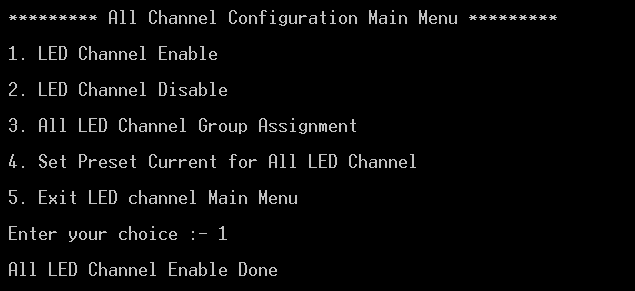 ********* All Channel Configuration Main Menu *********
1. LED Channel Enable
2. LED Channel Disable
3. All LED Channel Group Assignment
4. Set Preset Current for All LED Channel
5. Exit LED channel Main Menu
Enter your choice :- 1
All LED Channel Enable Done